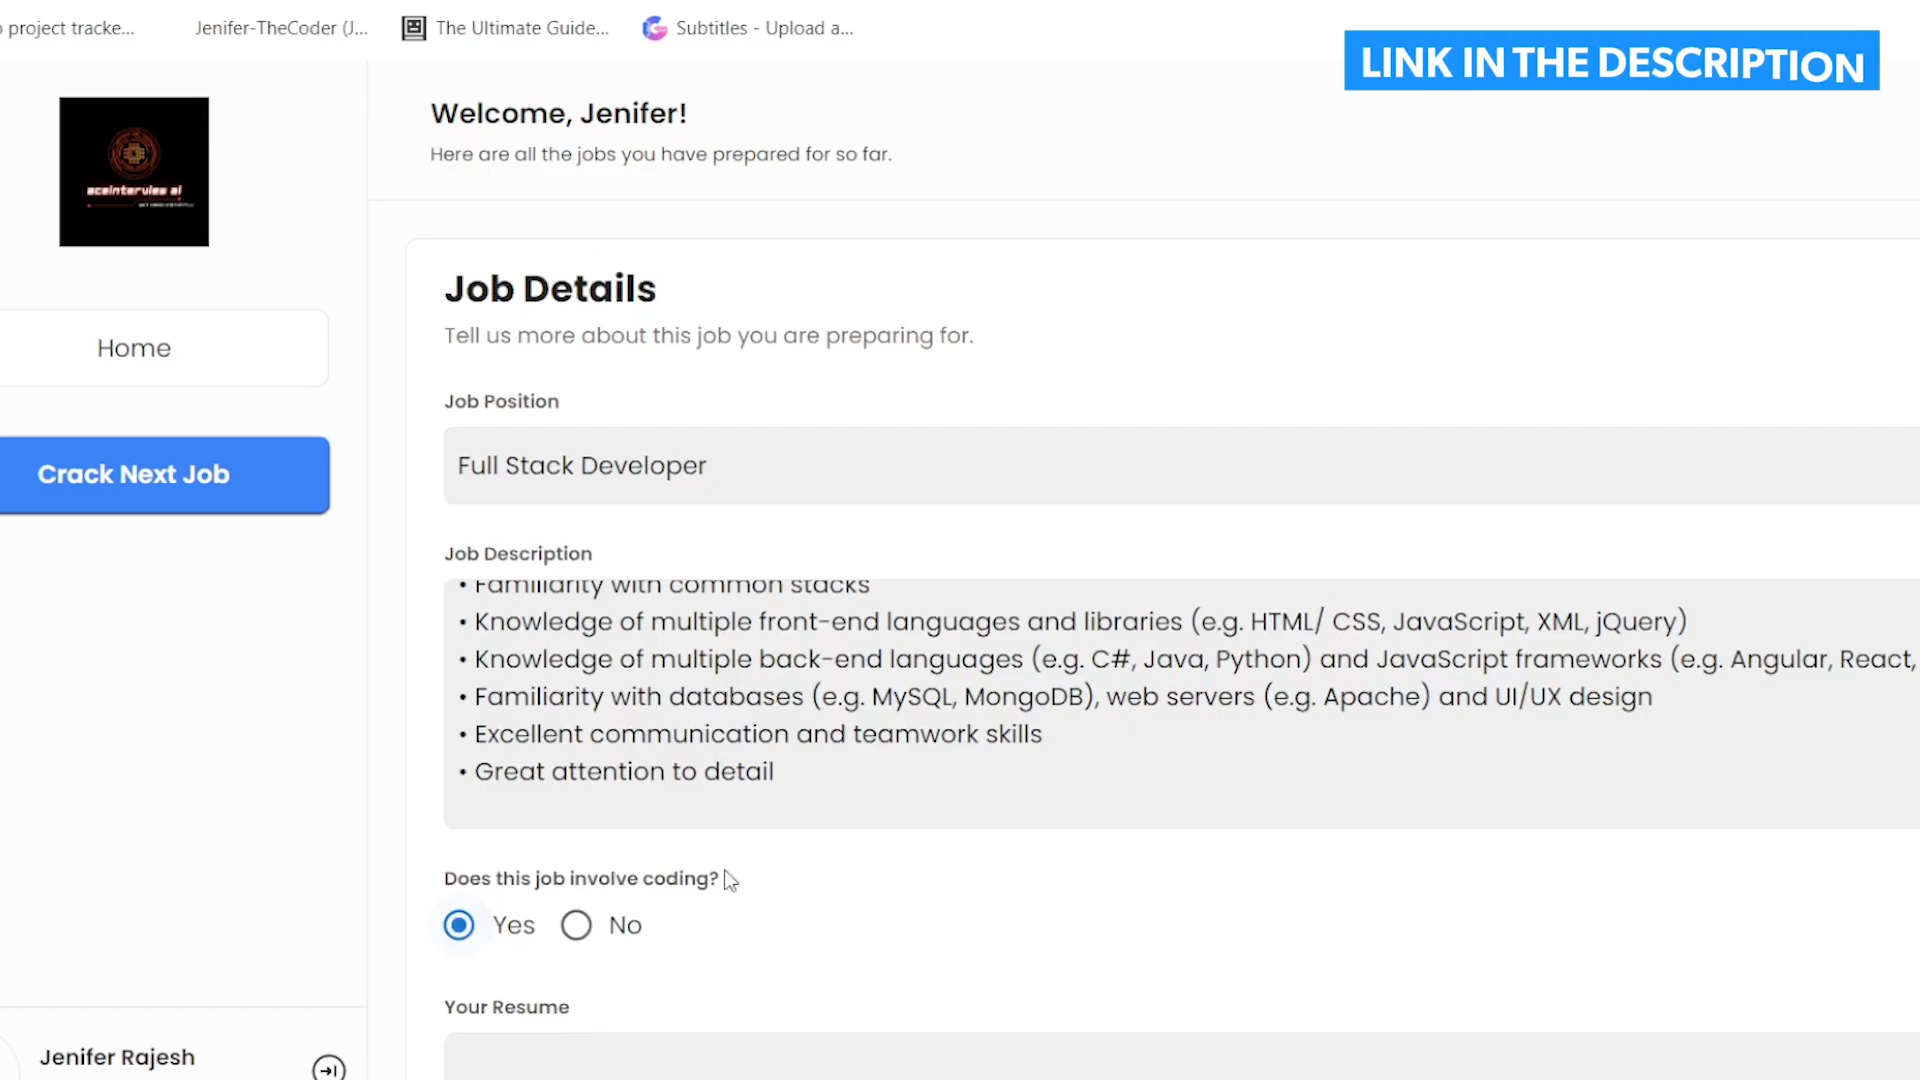 project tracke...
Jenifer-TheCoder (J...
The Ultimate Guide...
Subtitles - Upload a...
LINK IN THE DESCRIPTION
Welcome, Jenifer!
Here are all the jobs you have prepared for so far.
aceinterview ai
Home
Crack Next Job
Job Details
Tell us more about this job you are preparing for.
Job Position
Full Stack Developer
Job Description
• Familiarity with common stacks
• Knowledge of multiple front-end languages and libraries (e.g. HTML/ CSS, JavaScript, XML, jQuery)
• Knowledge of multiple back-end languages (e.g. C#, Java, Python) and JavaScript frameworks (e.g. Angular, React,
• Familiarity with databases (e.g. MySQL, MongoDB), web servers (e.g. Apache) and UI/UX design
• Excellent communication and teamwork skills
• Great attention to detail
Does this job involve coding?
Yes
No
Your Resume
Jenifer Rajesh